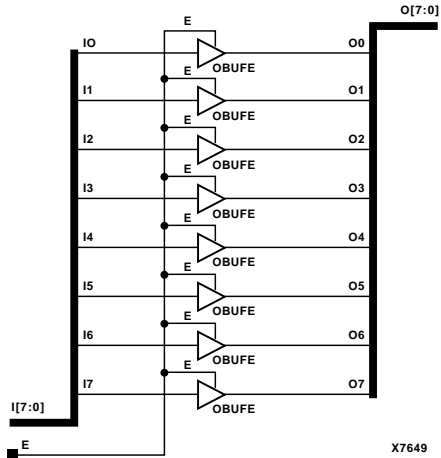 O[7:0]
E
IO O0
OBUFE
E
I1 O1
OBUFE
E
I2 O2
OBUFE
E
I3 O3
OBUFE
E
I4 O4
OBUFE
E
I5 O5
OBUFE
E
I6 O6
OBUFE
E
I7 O7
OBUFE
I[7:0]
E
X7649